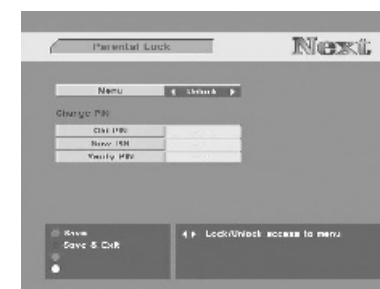 Parental Lock
Next
Menu
Unlock
Change PIN
Old PIN
New PIN
Verify PIN
Save
Save & Exit
Lock/Unlock access to menu